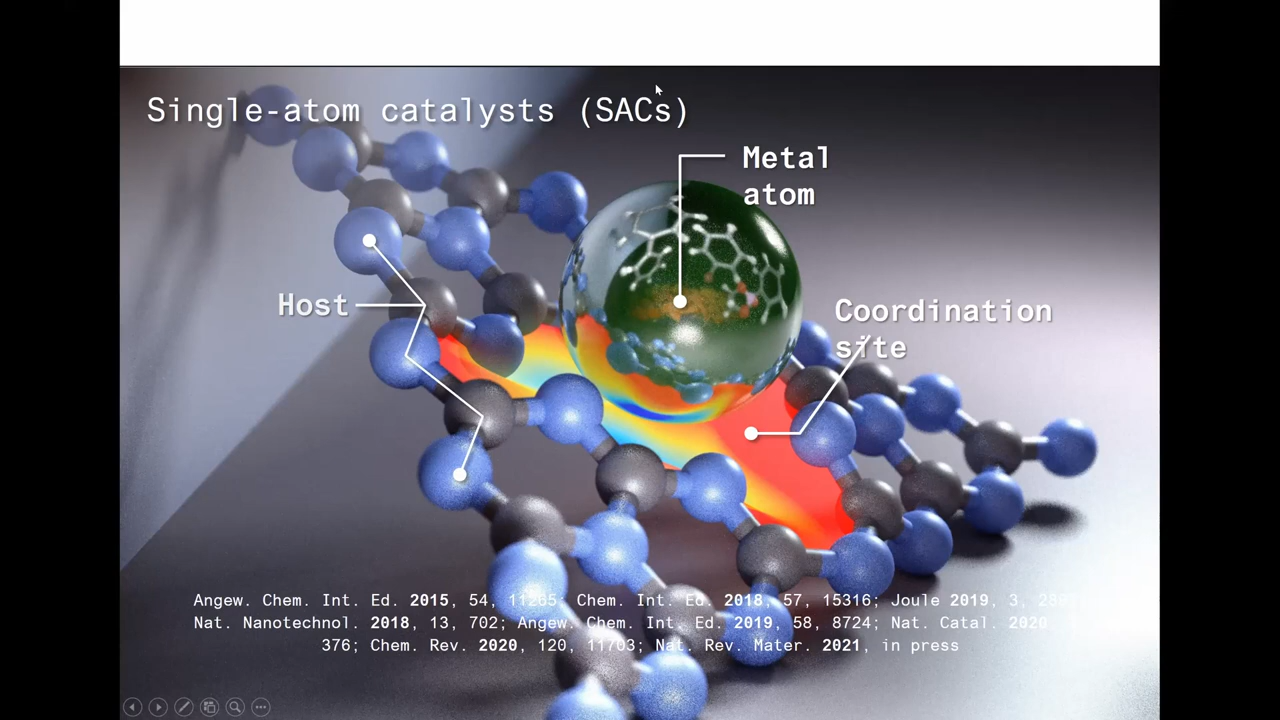 Single-atom catalysts (SACs)
Metal
atom
Host
Coordination
site
Angew. Chem. Int. Ed. 2015, 54, 11265; Chem. Int. Ed. 2018, 57, 15316; Joule 2019, 3,
Nat. Nanotechnol. 2018, 13, 702; Angew. Chem. Int. Ed. 2019, 58, 8724; Nat. Catal. 2020,
376; Chem. Rev. 2020, 120, 11703; Nat. Rev. Mater. 2021, in press